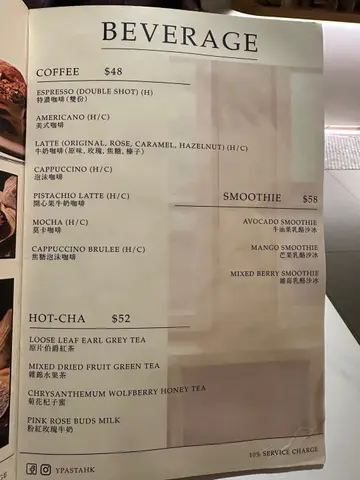 BEVERAGE
COFFEE $48
ESPRESSO (DOUBLE SHOT) (H)
特濃咖啡(雙份)
AMERICANO (H/C)
美式咖啡
LATTE (ORIGINAL, ROSE, CARAMEL, HAZELNUT) (H/C)
牛奶咖啡(原味, 玫瑰, 焦糖, 榛子)
CAPPUCCINO (H/C)
泡沫咖啡
PISTACHIO LATTE (H/C)
開心果牛奶咖啡
MOCHA (H/C)
莫卡咖啡
CAPPUCCINO BRULEE (H/C)
焦糖泡沫咖啡
SMOOTHIE $58
AVOCADO SMOOTHIE
牛油果乳酪沙冰
MANGO SMOOTHIE
芒果乳酪沙冰
MIXED BERRY SMOOTHIE
雜莓乳酪沙冰
HOT-CHA $52
LOOSE LEAF EARL GREY TEA
原片伯爵紅茶
MIXED DRIED FRUIT GREEN TEA
雜錦水果茶
CHRYSANTHEMUM WOLFBERRY HONEY TEA
菊花杞子蜜
PINK ROSE BUDS MILK
粉紅玫瑰牛奶
10% SERVICE CHARGE
YPASTAHK